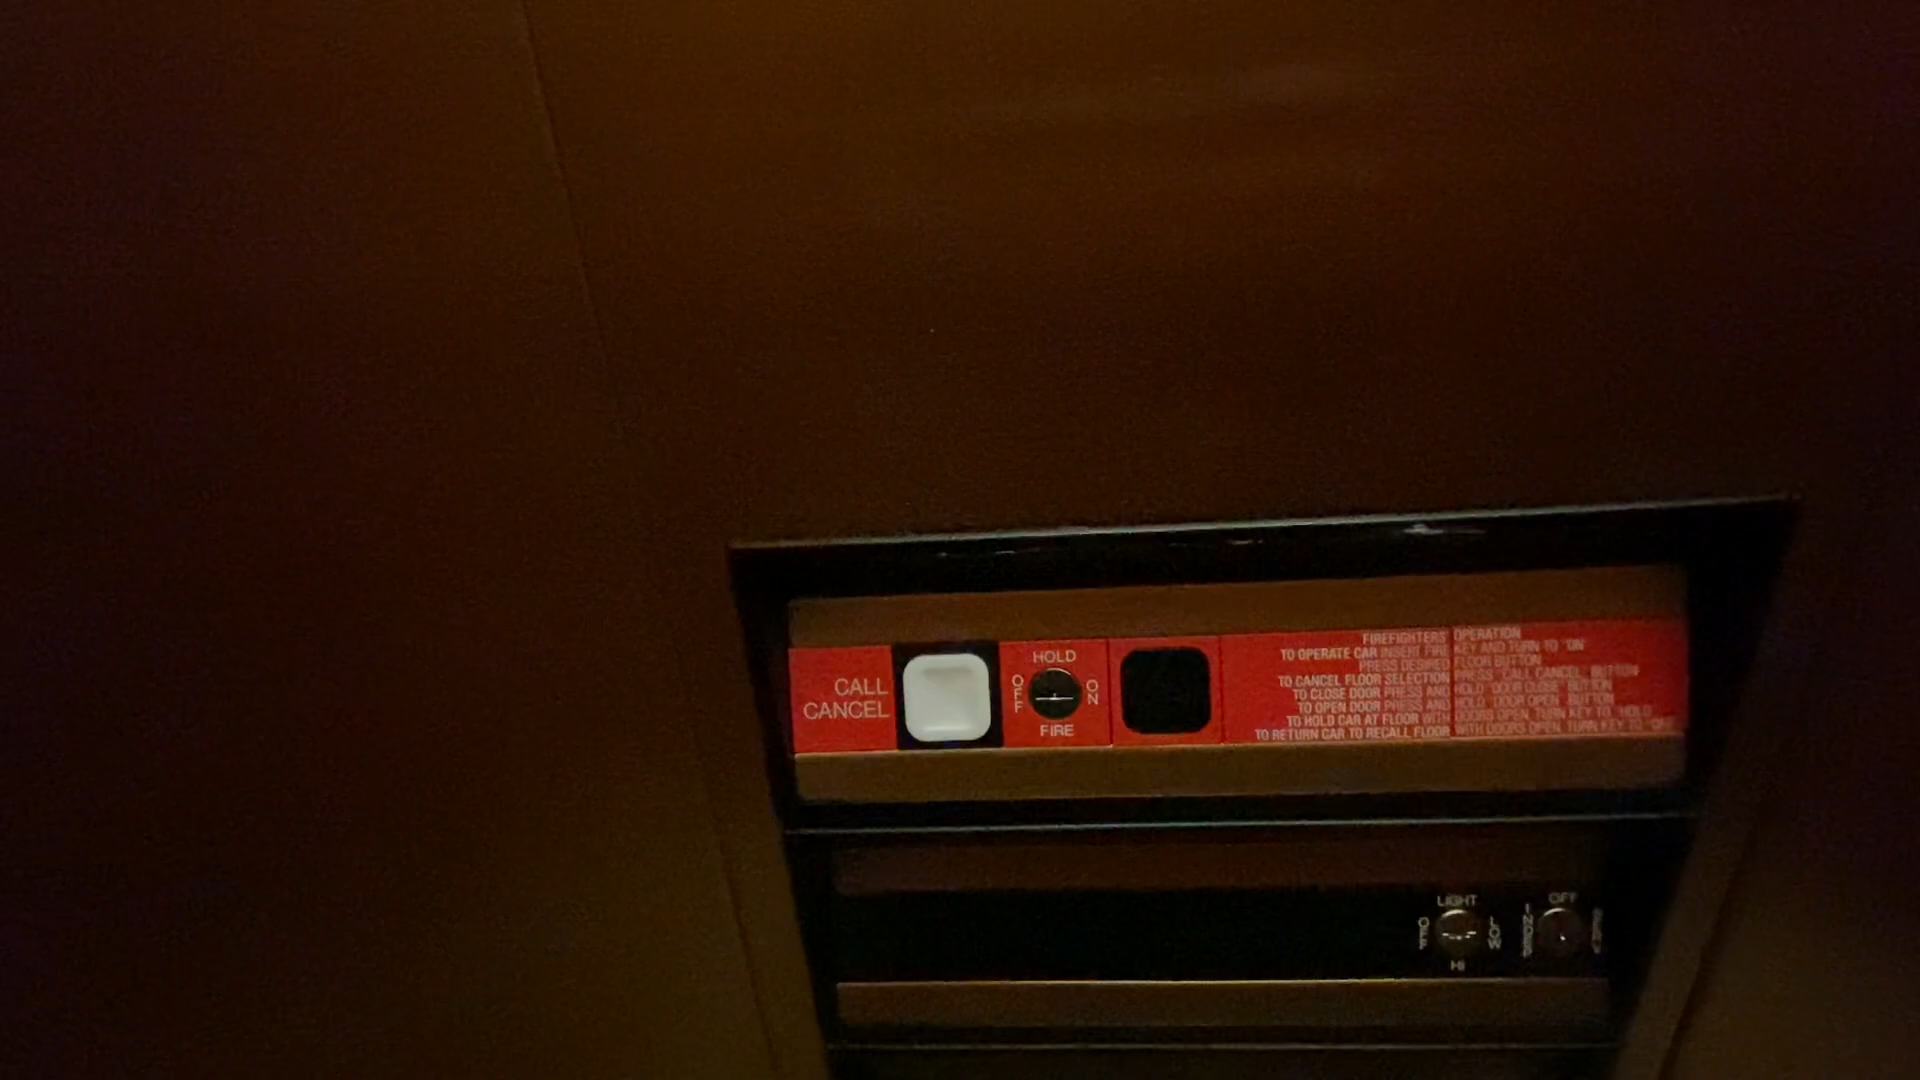 CALL
CANCEL
HOLD
OFF
ON
FIRE
FIREFIGHTERS' OPERATION
TO OPERATE CAR INSERT FIRE KEY AND TURN TO "ON"
PRESS DESIRED FLOOR BUTTON
TO CANCEL FLOOR SELECTION PRESS "CALL CANCEL" BUTTON
TO CLOSE DOOR PRESS AND HOLD "DOOR CLOSE" BUTTON
TO OPEN DOOR PRESS AND HOLD "DOOR OPEN" BUTTON
TO HOLD CAR AT FLOOR WITH DOORS OPEN, TURN KEY TO "HOLD"
TO RETURN CAR TO RECALL FLOOR WITH DOORS OPEN, TURN KEY TO "OFF"
LIGHT
OFF
LOW
HI
OFF